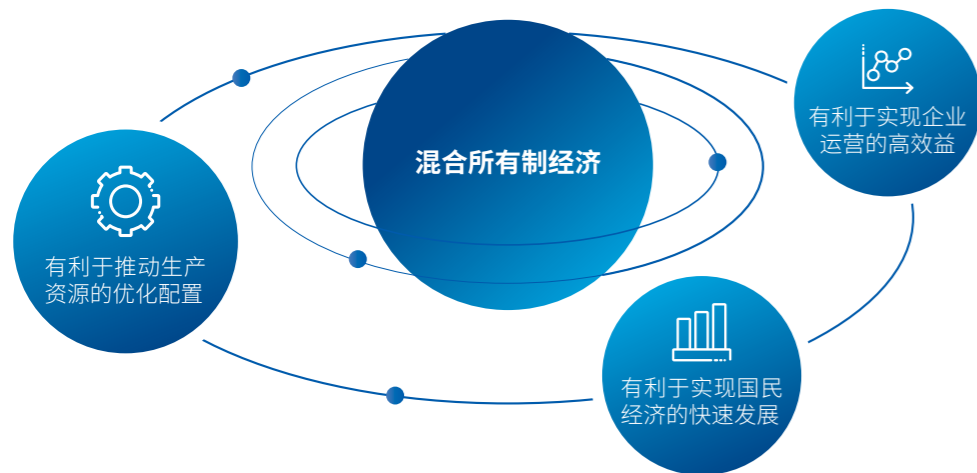 混合所有制经济
有利于实现企业
运营的高效益
有利于推动生产
资源的优化配置
有利于实现国民
经济的快速发展